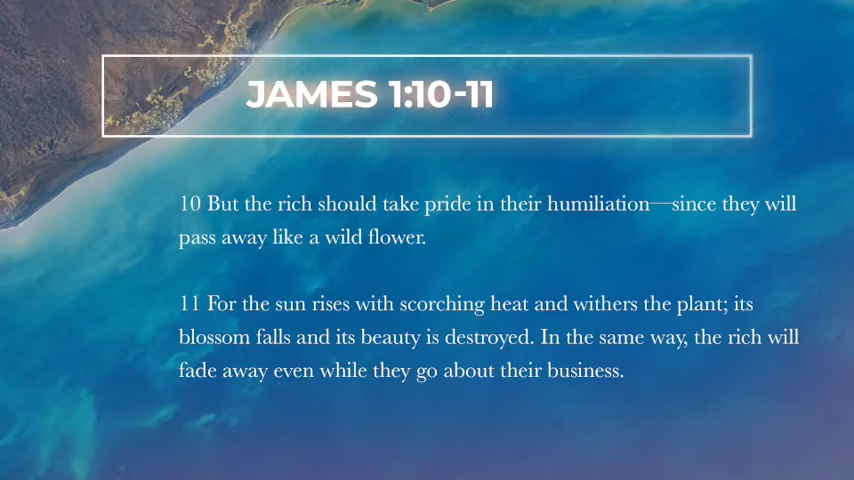 JAMES 1:10-11
10 But the rich should take pride in their humiliation—since they will
pass away like a wild flower.
11 For the sun rises with scorching heat and withers the plant; its
blossom falls and its beauty is destroyed. In the same way, the rich will
fade away even while they go about their business.